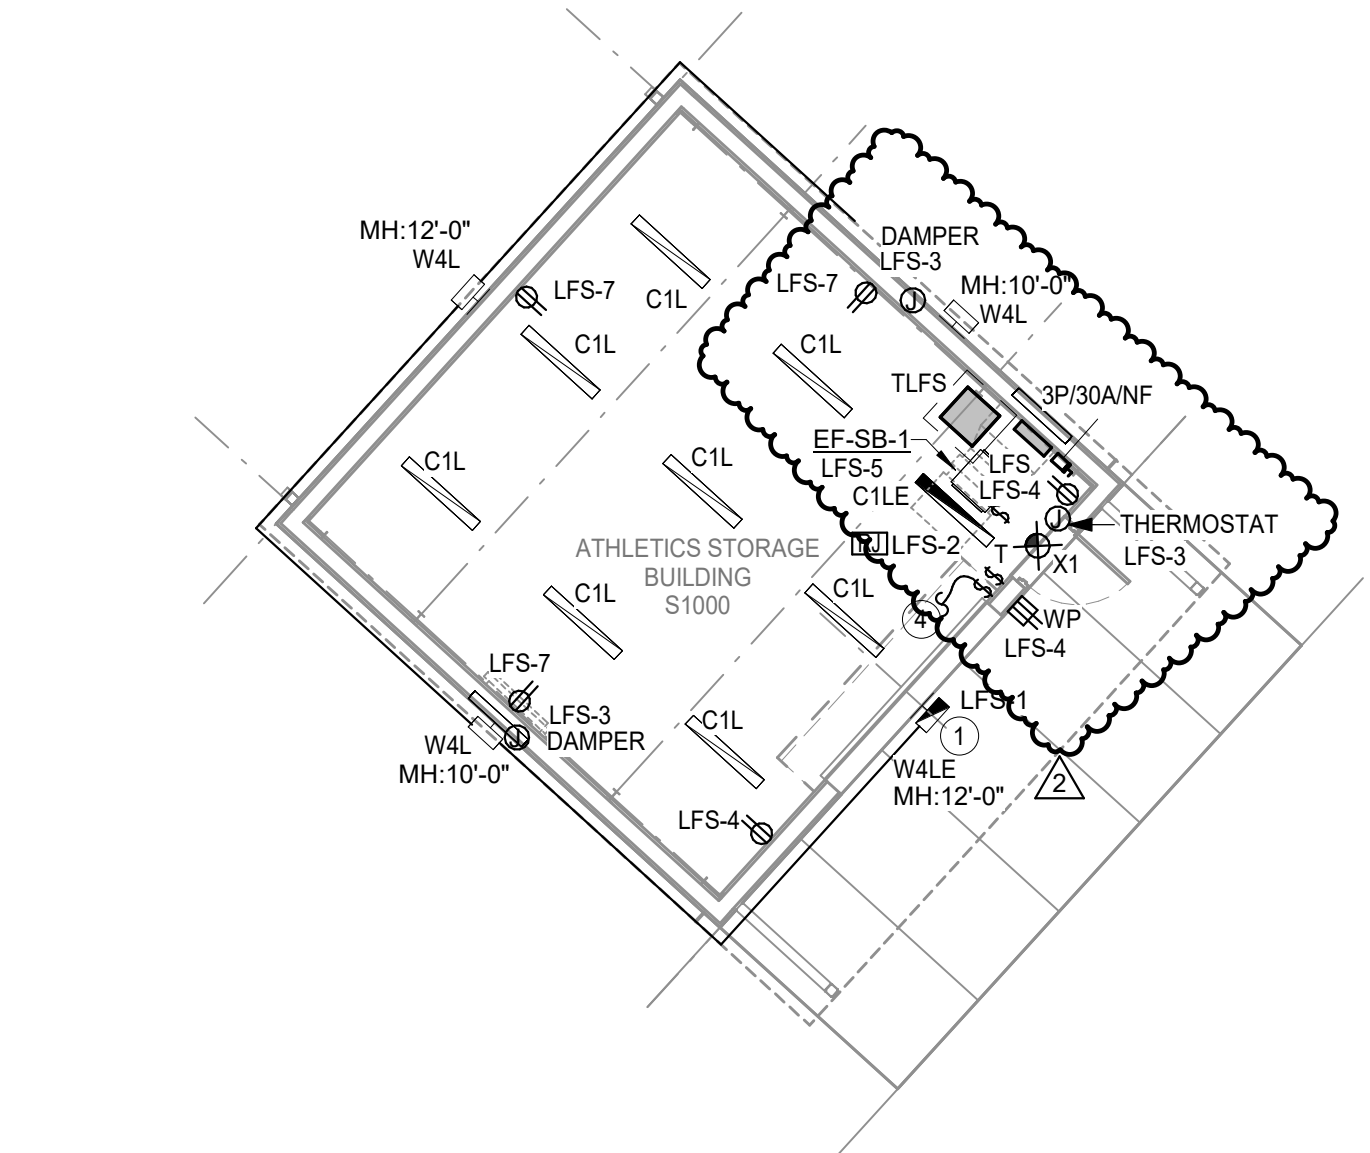 MH:12'-0"
W4L
LFS-7
C1L
C1L
DAMPER
LFS-3
LFS-7
J
MH:10'-0"
W4L
C1L
TLFS
3P/30A/NF
EF-SB-1
LFS-5
LFS
LFS-4
C1LE
$
J
THERMOSTAT
LFS-3
C1L
C1L
ATHLETICS STORAGE
BUILDING
S1000
LFS-2
T
X1
C1L
C1L
4
$$
WP
LFS-4
LFS-7
LFS-3
DAMPER
J
W4L
MH:10'-0"
C1L
LFS-1
1
W4LE
MH:12'-0"
2
LFS-4